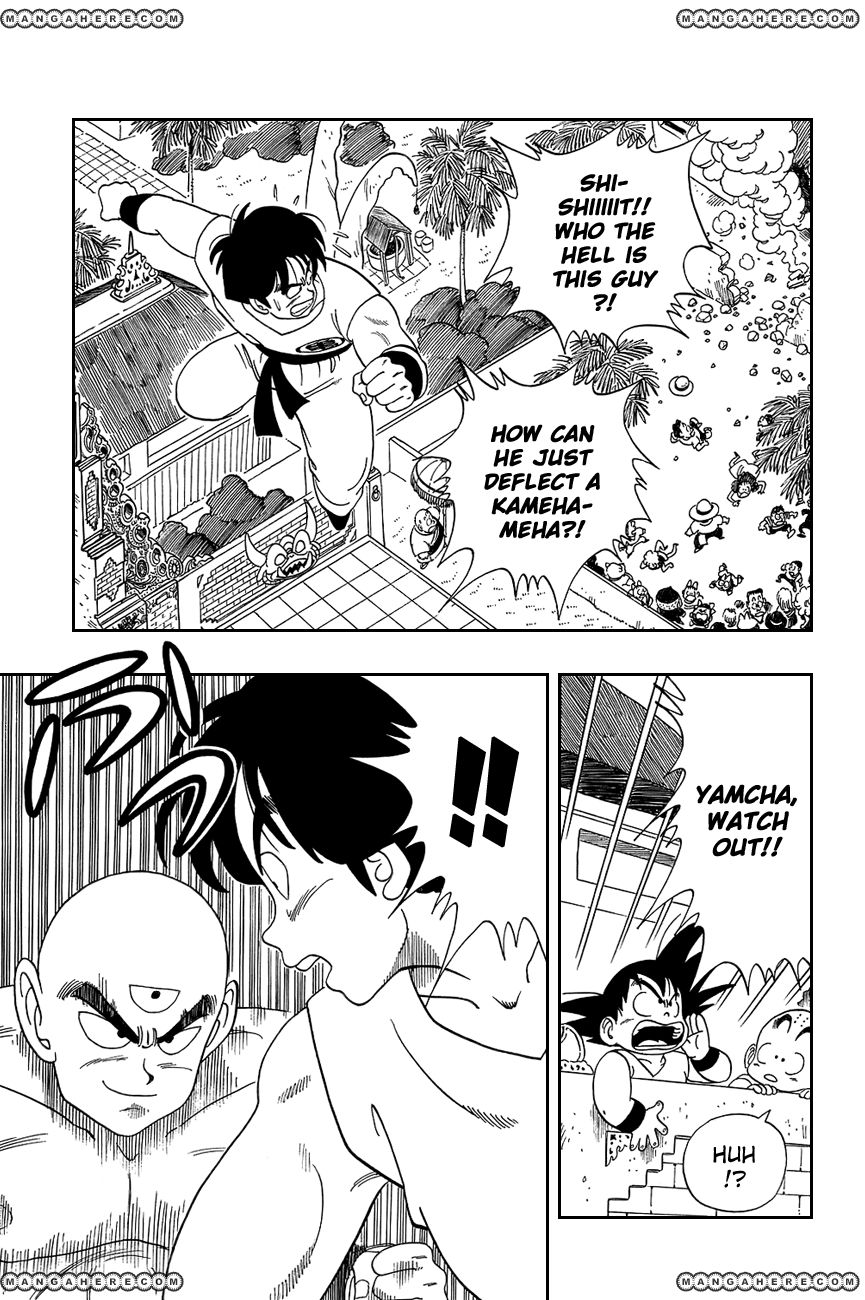 MANGAHERE.COM
MANGAHERE.COM
SHI-
SHIIIIIT!!
WHO THE
HELL IS
THIS GUY
?!
HOW CAN
HE JUST
DEFLECT A
KAMEHA-
MEHA?!
YAMCHA,
WATCH
OUT!!
HUH
!?
!!
MANGAHERE.COM
MANGAHERE.COM